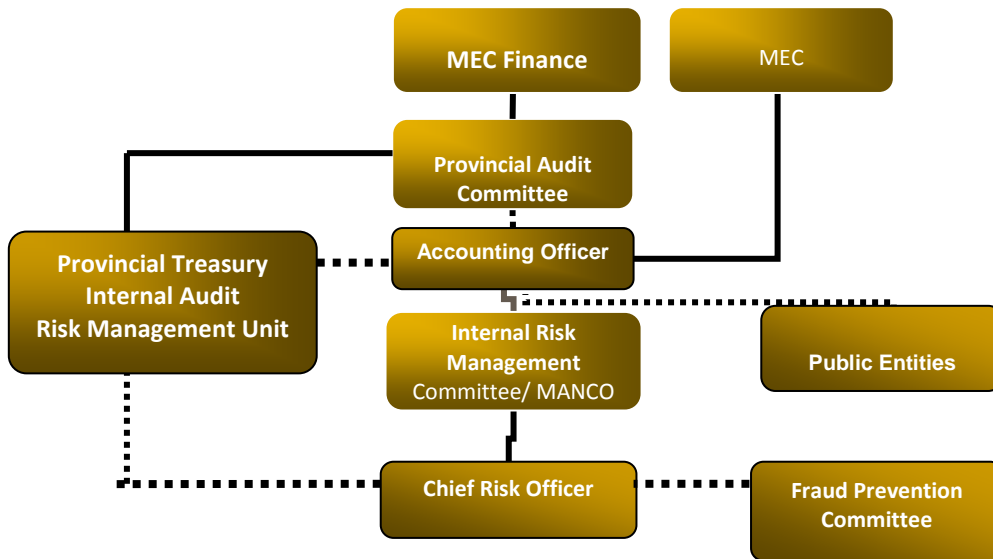 MEC Finance
MEC
Provincial Audit
Committee
Accounting Officer
Provincial Treasury
Internal Audit
Risk Management Unit
Internal Risk
Management
Committee/ MANCO
Public Entities
Chief Risk Officer
Fraud Prevention
Committee